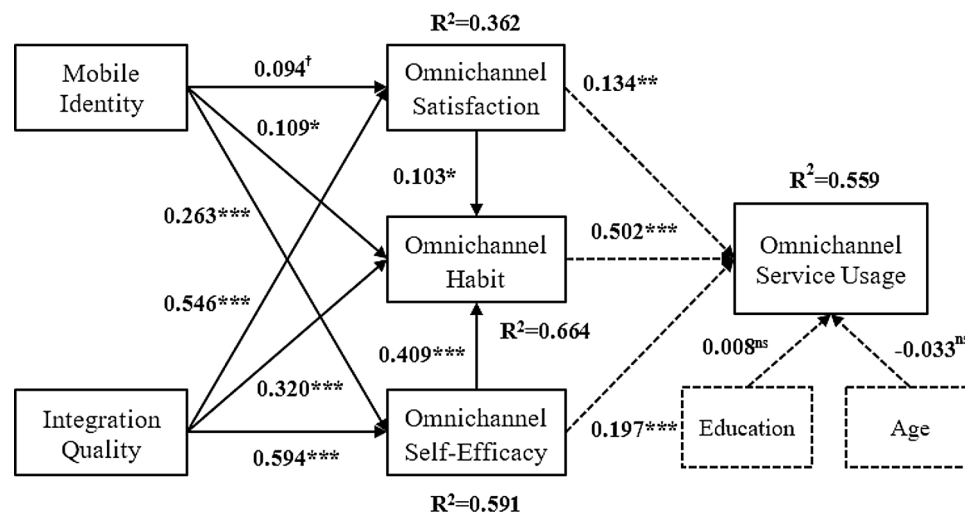 R²=0.362
Mobile
Identity
0.094†
Omnichannel
Satisfaction
0.134**
0.109*
0.103*
R²=0.559
0.263***
Omnichannel
Habit
0.502***
Omnichannel
Service Usage
0.546***
R²=0.664
0.409***
0.008ns
-0.033ns
0.320***
Integration
Quality
Omnichannel
Self-Efficacy
0.197***
Education
Age
0.594***
R²=0.591